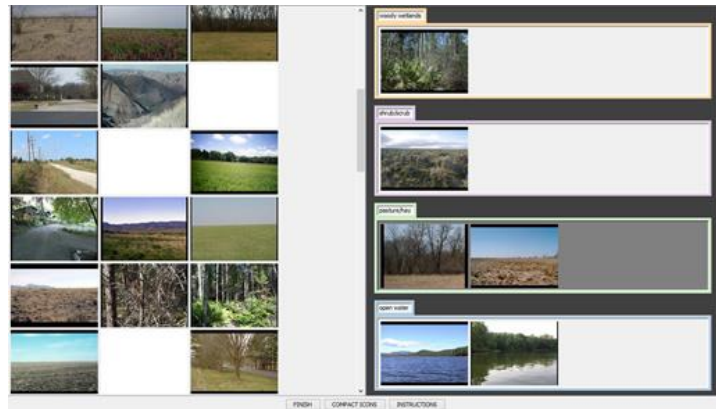 woody wetlands
shrub/scrub
pasture/hay
open water
FINISH
COMPACT ICONS
INSTRUCTIONS